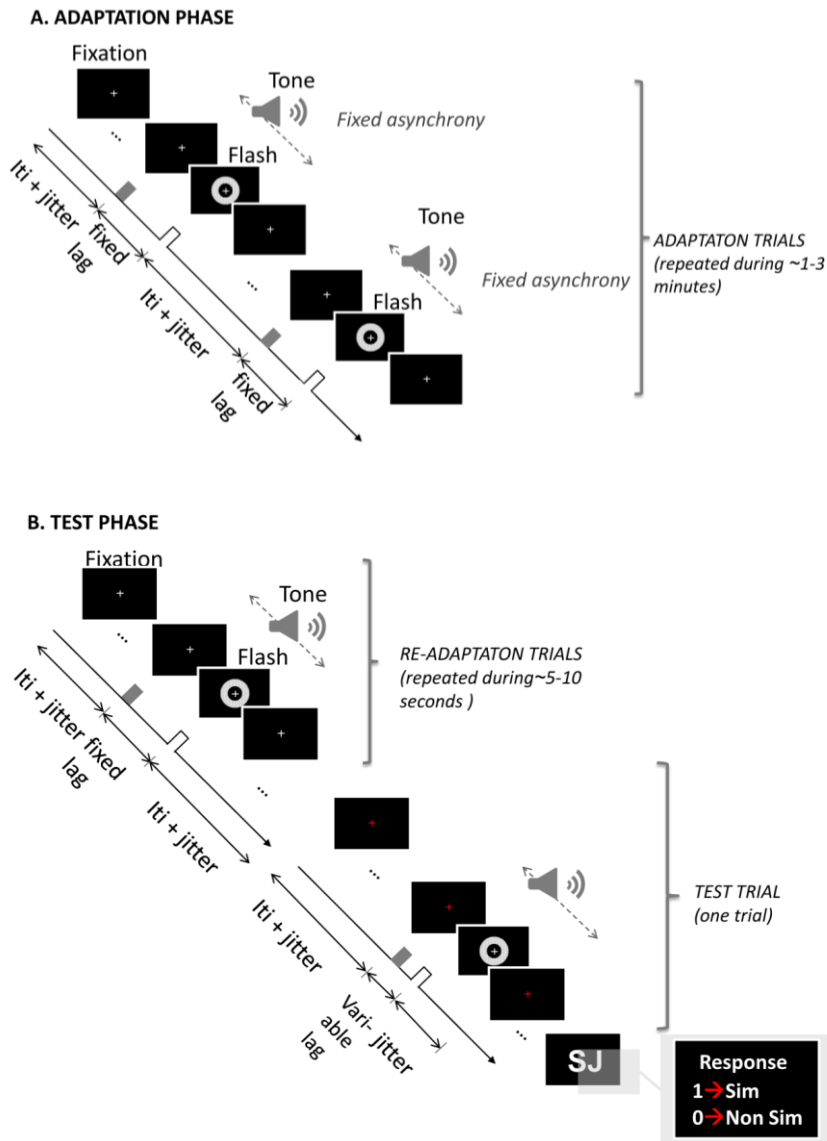 A. ADAPTATION PHASE
Fixation
Tone
Fixed asynchrony
...
Flash
Iti + jitter
fixed
lag
Tone
Fixed asynchrony
...
Flash
Iti + jitter
fixed
lag
ADAPTATON TRIALS
(repeated during ~1-3
minutes)
B. TEST PHASE
Fixation
Tone
...
Flash
RE-ADAPTATON TRIALS
(repeated during~5-10
seconds )
Iti + jitter
fixed
lag
...
Iti + jitter
...
Iti + jitter
Vari-
able
lag
jitter
TEST TRIAL
(one trial)
...
SJ
Response
1→Sim
0→Non Sim